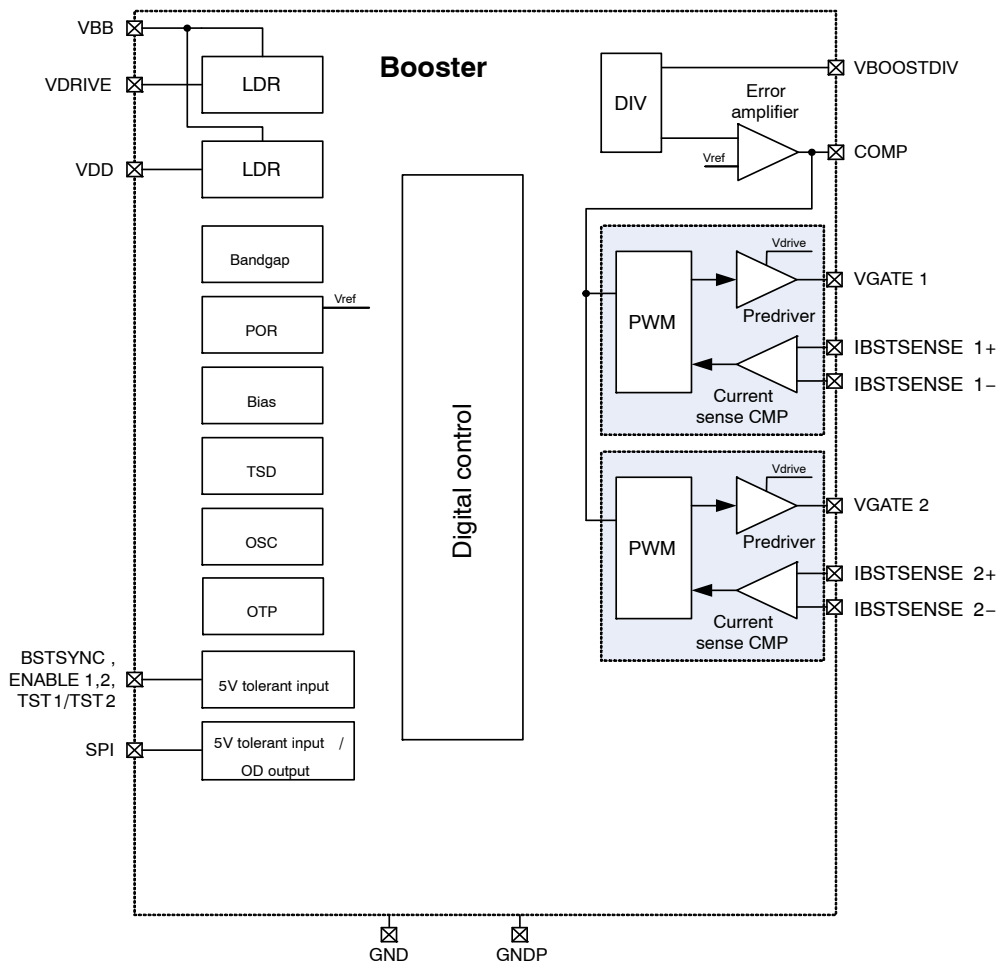 Booster
VBB
VDRIVE
VDD
LDR
LDR
Bandgap
POR
Vref
Bias
TSD
OSC
OTP
BSTSYNC ,
ENABLE 1,2,
TST1/TST2
5V tolerant input
SPI
5V tolerant input /
OD output
Digital control
DIV
Error
amplifier
Vref
VBOOSTDIV
COMP
PWM
Vdrive
Predriver
Current
sense CMP
VGATE 1
IBSTSENSE 1+
IBSTSENSE 1−
PWM
Vdrive
Predriver
Current
sense CMP
VGATE 2
IBSTSENSE 2+
IBSTSENSE 2−
GND
GNDP